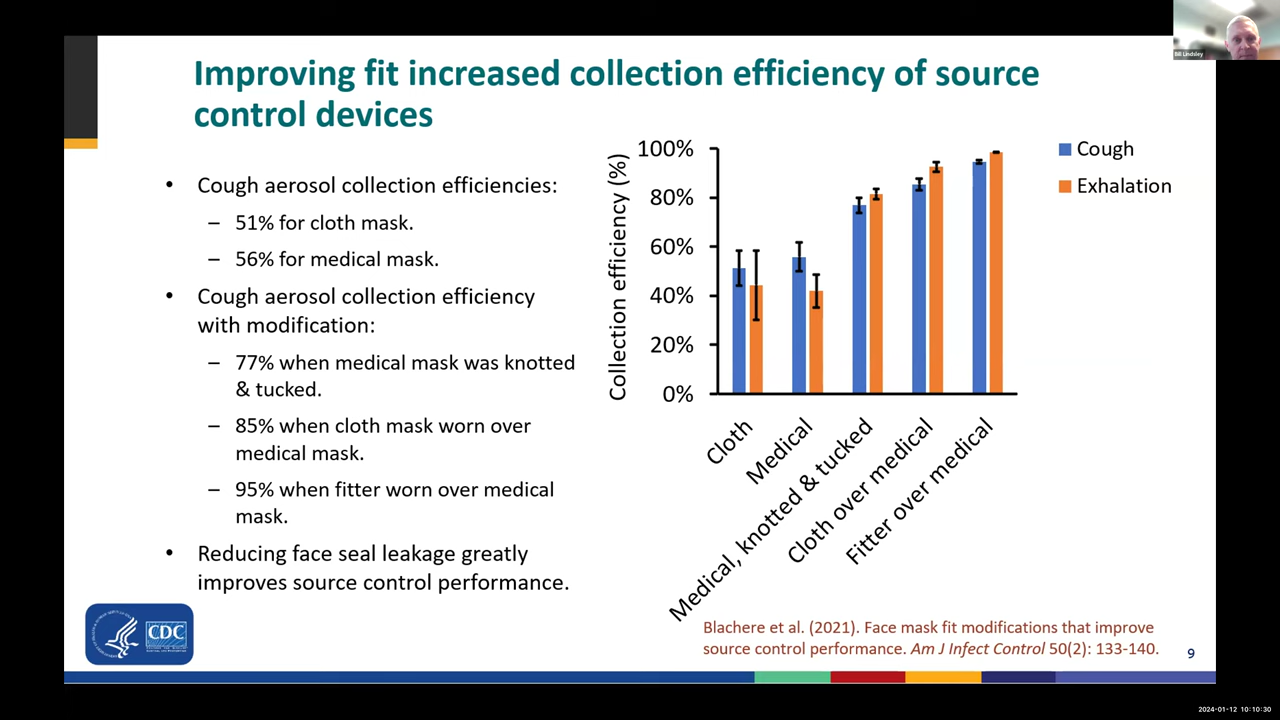 Bill Lindsley
Improving fit increased collection efficiency of source
control devices
• Cough aerosol collection efficiencies:
– 51% for cloth mask.
– 56% for medical mask.
• Cough aerosol collection efficiency
with modification:
– 77% when medical mask was knotted
& tucked.
– 85% when cloth mask worn over
medical mask.
– 95% when fitter worn over medical
mask.
• Reducing face seal leakage greatly
improves source control performance.
Collection efficiency (%)
100%
80%
60%
40%
20%
0%
Cloth
Medical
Medical, knotted & tucked
Cloth over medical
Fitter over medical
Cough
Exhalation
CDC
Blachere et al. (2021). Face mask fit modifications that improve
source control performance. Am J Infect Control 50(2): 133-140.
9
2024-01-12 10:10:30